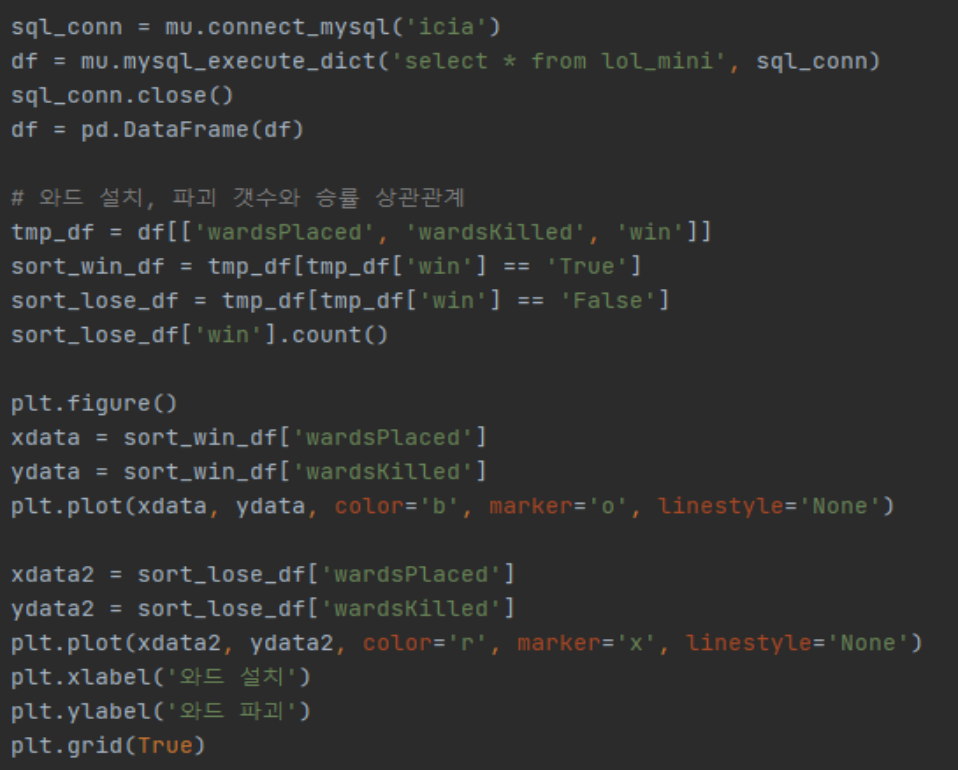 sql_conn = mu.connect_mysql('icia')
df = mu.mysql_execute_dict('select * from lol_mini', sql_conn)
sql_conn.close()
df = pd.DataFrame(df)
# 와드 설치, 파괴 갯수와 승률 상관관계
tmp_df = df[['wardsPlaced', 'wardsKilled', 'win']]
sort_win_df = tmp_df[tmp_df['win'] == 'True']
sort_lose_df = tmp_df[tmp_df['win'] == 'False']
sort_lose_df['win'].count()
plt.figure()
xdata = sort_win_df['wardsPlaced']
ydata = sort_win_df['wardsKilled']
plt.plot(xdata, ydata, color='b', marker='o', linestyle='None')
xdata2 = sort_lose_df['wardsPlaced']
ydata2 = sort_lose_df['wardsKilled']
plt.plot(xdata2, ydata2, color='r', marker='x', linestyle='None')
plt.xlabel('와드 설치')
plt.ylabel('와드 파괴')
plt.grid(True)